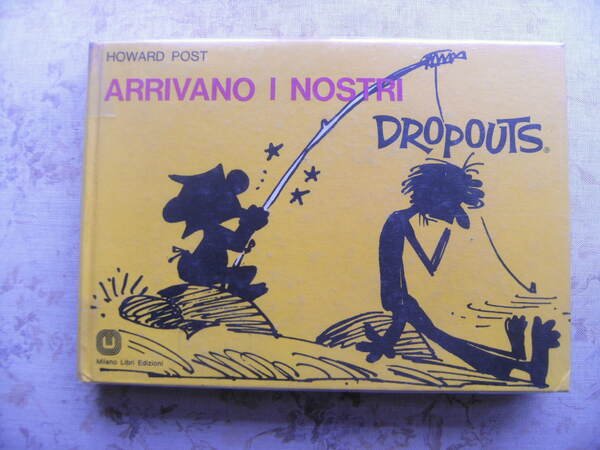 HOWARD POST
ARRIVANO I NOSTRI
DROPOUTS®
Milano Libri Edizioni